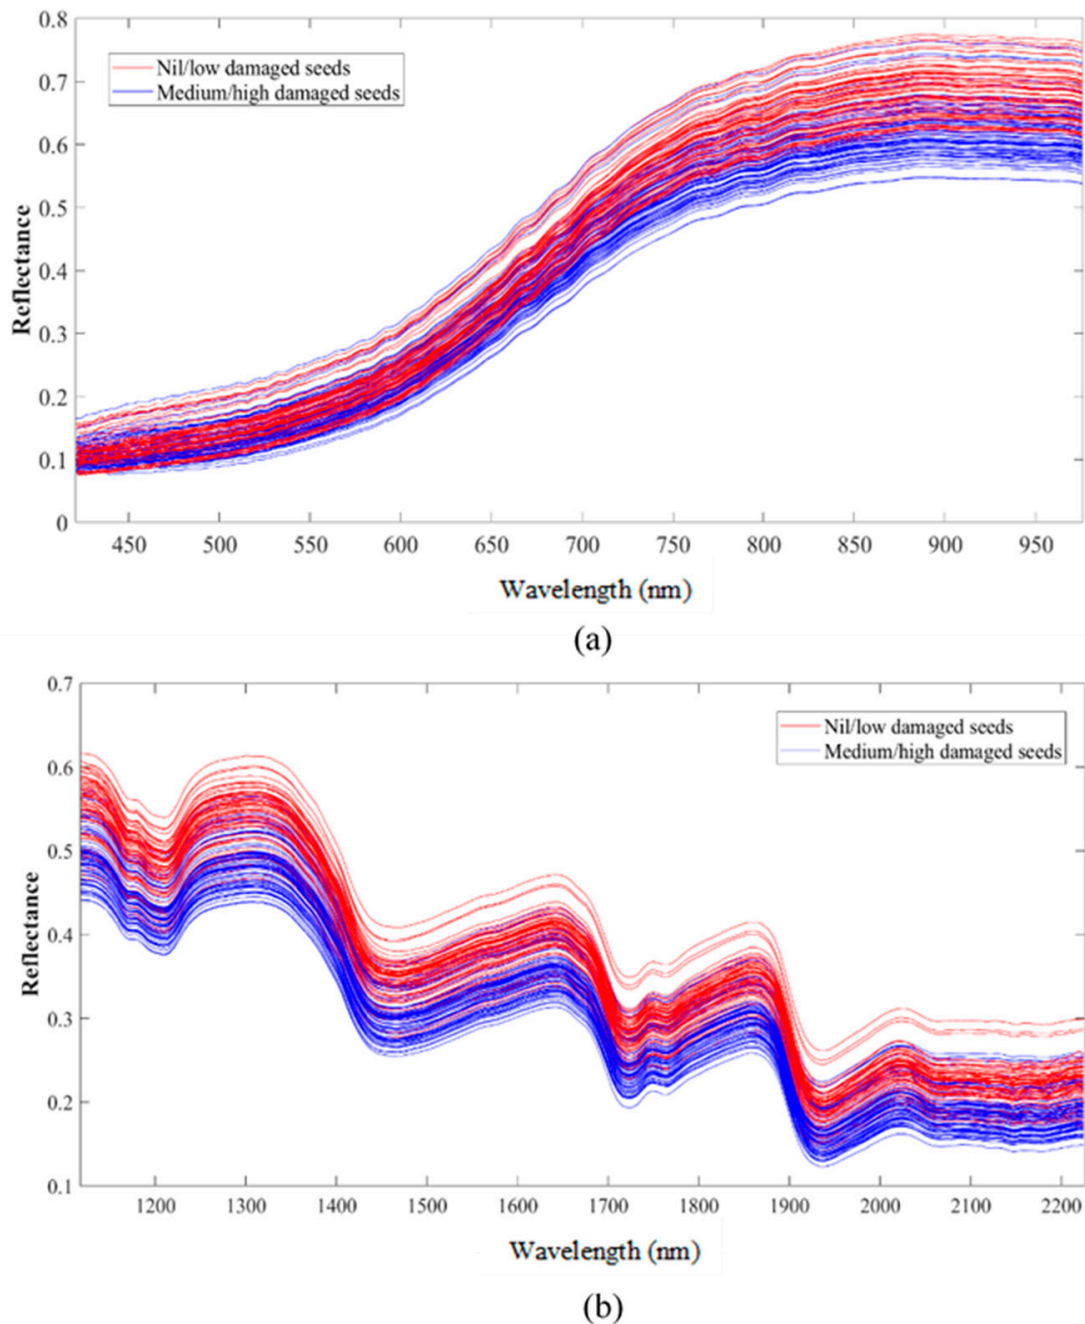 0.8
0.7
0.6
0.5
0.4
0.3
0.2
0.1
0
Reflectance
Nil/low damaged seeds
Medium/high damaged seeds
450 500 550 600 650 700 750 800 850 900 950
Wavelength (nm)
(a)
0.7
0.6
0.5
0.4
0.3
0.2
0.1
Reflectance
Nil/low damaged seeds
Medium/high damaged seeds
1200 1300 1400 1500 1600 1700 1800 1900 2000 2100 2200
Wavelength (nm)
(b)